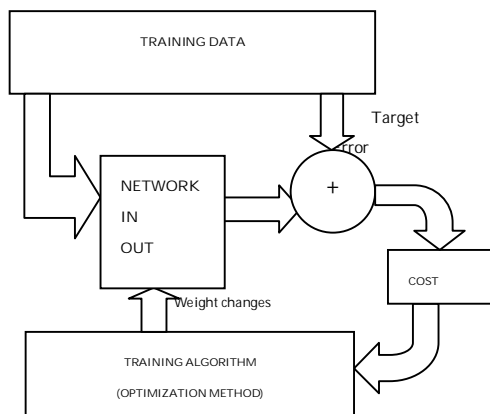 TRAINING DATA
Target
rror
+
NETWORK
IN
OUT
COST
Weight changes
TRAINING ALGORITHM
(OPTIMIZATION METHOD)